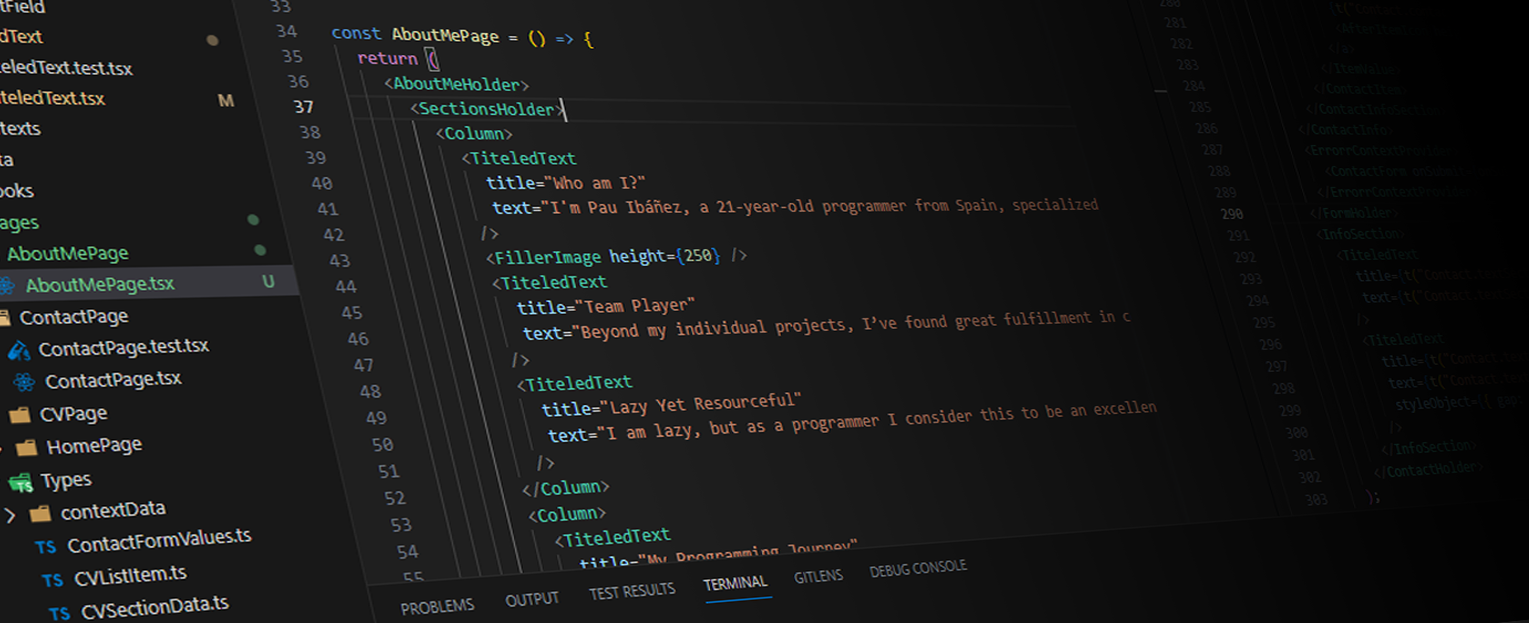 tField
dText
teledText.test.tsx
iteledText.tsx M
texts
ta
ooks
ages
AboutMePage
AboutMePage.tsx U
ContactPage
ContactPage.test.tsx
ContactPage.tsx
CVPage
HomePage
Types
contextData
TS ContactFormValues.ts
TS CVListItem.ts
TS CVSectionData.ts
33
34 const AboutMePage = () => {
35 return (
36 <AboutMeHolder>
37 <SectionsHolder>
38 <Column>
39 <TiteledText
40 title="Who am I?"
41 text="I'm Pau Ibáñez, a 21-year-old programmer from Spain, specialized
42 />
43 <FillerImage height={250} />
44 <TiteledText
45 title="Team Player"
46 text="Beyond my individual projects, I’ve found great fulfillment in c
47 />
48 <TiteledText
49 title="Lazy Yet Resourceful"
50 text="I am lazy, but as a programmer I consider this to be an excellen
51 />
52 </Column>
53 <Column>
54 <TiteledText
55 title="My Programming Journey"
PROBLEMS OUTPUT TEST RESULTS TERMINAL GITLENS DEBUG CONSOLE
280 (t("Contac
281
282 </a>
283 </ItemValue>
284 </ContactItem>
285 </ContactInfoSection>
286 </ContactInfo>
287 <ErrorrContextProvider>
288 <ContactForm onSubmit=
289 </ErrorrContextProvider>
290 </FormHolder>
291 <InfoSection>
292 <TiteledText
293 title={t("Contact.
294 text={t("Contact.
295 />
296 <TiteledText
297 title={t("Contact.
298 text={t("Contact.
299 styleObject={{ gap:
300 />
301 </InfoSection>
302 </ContactHolder>
303 );